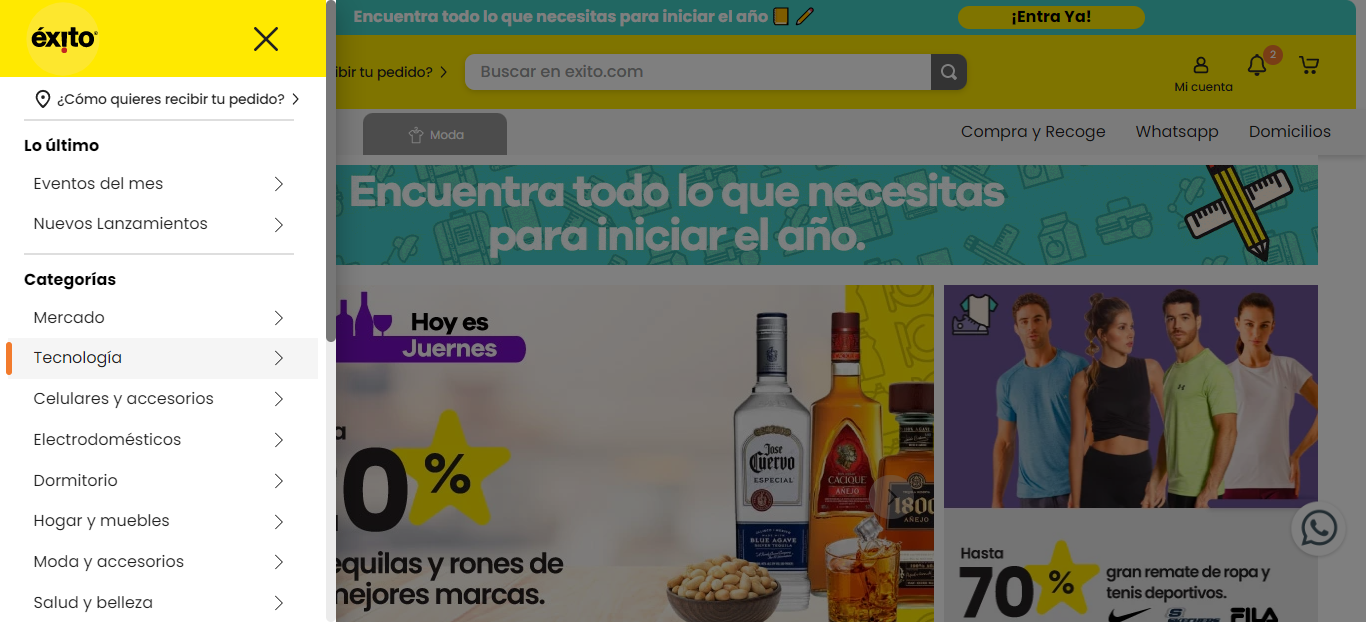 éxito
¿Cómo quieres recibir tu pedido?
Lo último
Eventos del mes
Nuevos Lanzamientos
Categorías
Mercado
Tecnología
Celulares y accesorios
Electrodomésticos
Dormitorio
Hogar y muebles
Moda y accesorios
Salud y belleza
Encuentra todo lo que necesitas para iniciar el año
¡Entra Ya!
ibir tu pedido?
Buscar en exito.com
Mi cuenta
2
Moda
Compra y Recoge
Whatsapp
Domicilios
Encuentra todo lo que necesitas
para iniciar el año.
Hoy es
Juernes
a
0%
equilas y rones de
mejores marcas.
Jose
Cuervo
ESPECIAL
BLUE AGAVE
CACIQUE
AÑEJO
1800
AÑEJO
Hasta
70%
gran remate de ropa y
tenis deportivos.
SKECHERS
FILA